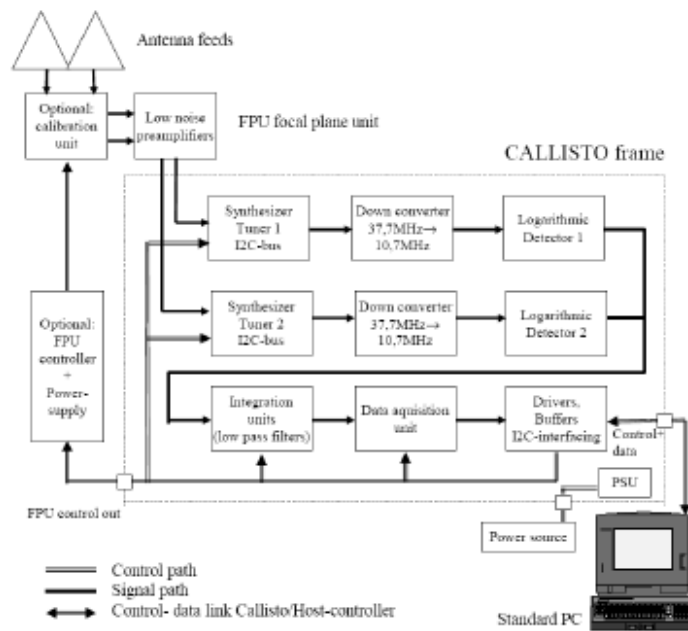 Antenna feeds
Optional:
calibration
unit
Low noise
preamplifiers
FPU focal plane unit
CALLISTO frame
Synthesizer
Tuner 1
I2C-bus
Down converter
37,7MHz→
10,7MHz
Logarithmic
Detector 1
Optional:
FPU
controller
+
Power-
supply
Synthesizer
Tuner 2
I2C-bus
Down converter
37,7MHz→
10,7MHz
Logarithmic
Detector 2
Integration
units
(low pass filters)
Data aquisition
unit
Drivers,
Buffers
I2C-interfacing
Control+
data
PSU
FPU control out
Power source
Control path
Signal path
Control- data link Callisto/Host-controller
Standard PC